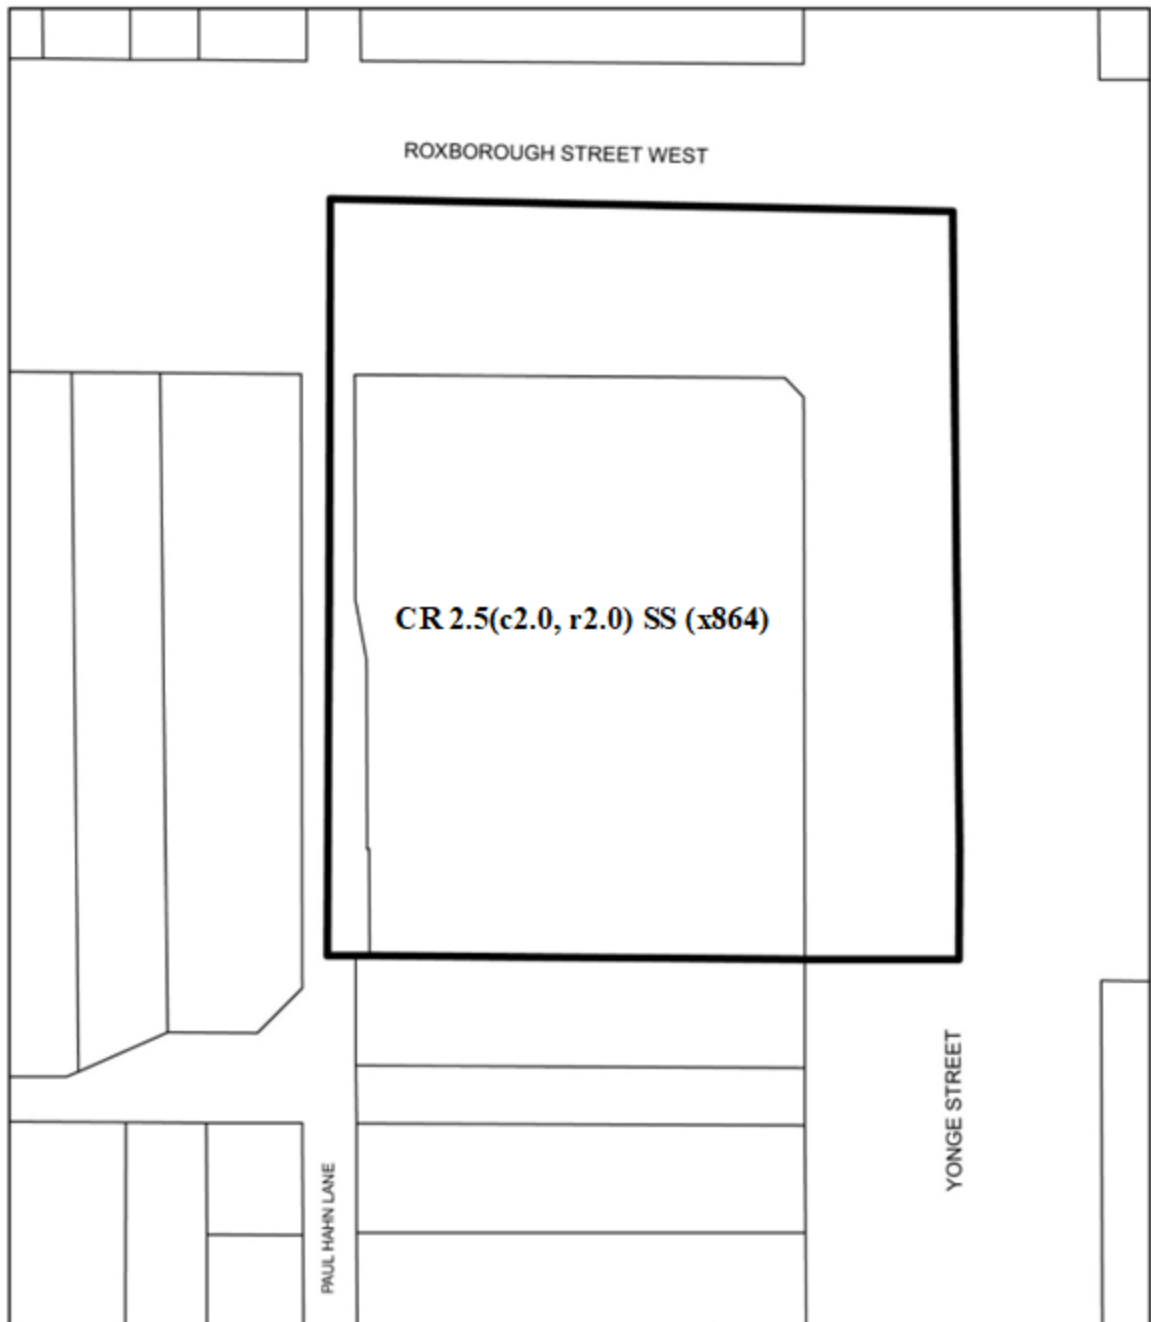 ROXBOROUGH STREET WEST
CR 2.5(c2.0, r2.0) SS (x864)
YONGE STREET
PAUL HAHN LANE